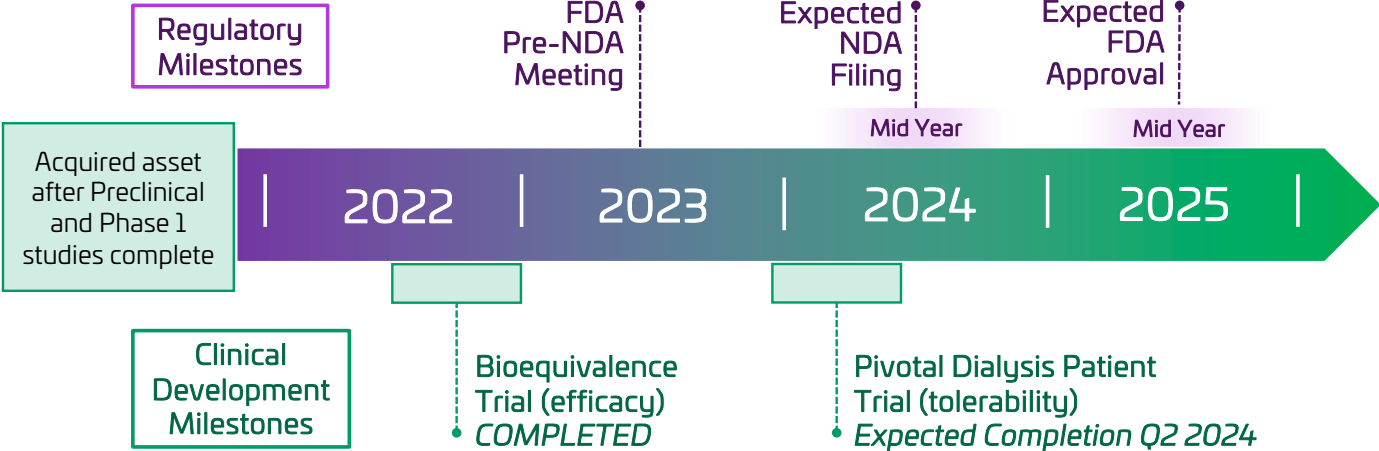 Regulatory
Milestones
FDA
Pre-NDA
Meeting
Expected
NDA
Filing
Expected
FDA
Approval
Mid Year
Mid Year
Acquired asset
after Preclinical
and Phase 1
studies complete
2022
2023
2024
2025
Clinical
Development
Milestones
Bioequivalence
Trial (efficacy)
COMPLETED
Pivotal Dialysis Patient
Trial (tolerability)
Expected Completion Q2 2024